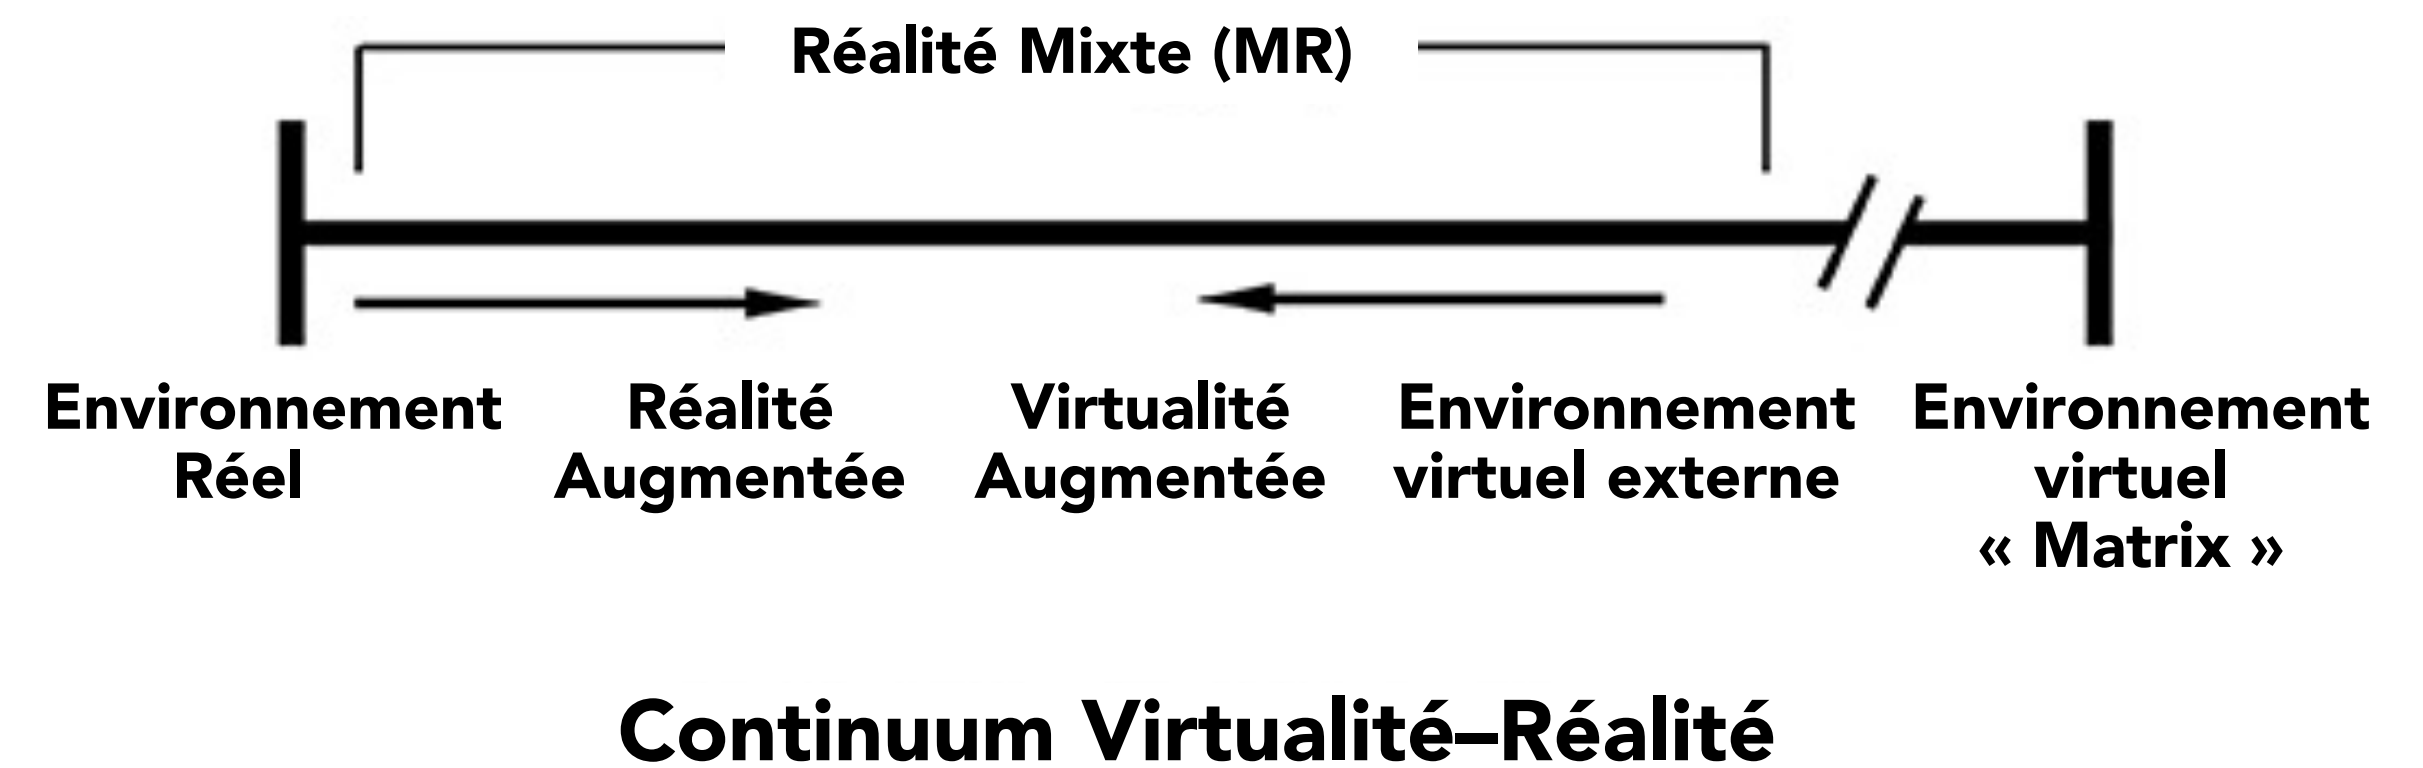 Réalité Mixte (MR)
Environnement
Réel
Réalité
Augmentée
Virtualité
Augmentée
Environnement
virtuel externe
Environnement
virtuel
« Matrix »
Continuum Virtualité–Réalité